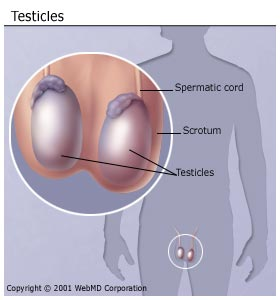 Testicles
Spermatic cord
Scrotum
Testicles
Copyright © 2001 WebMD Corporation